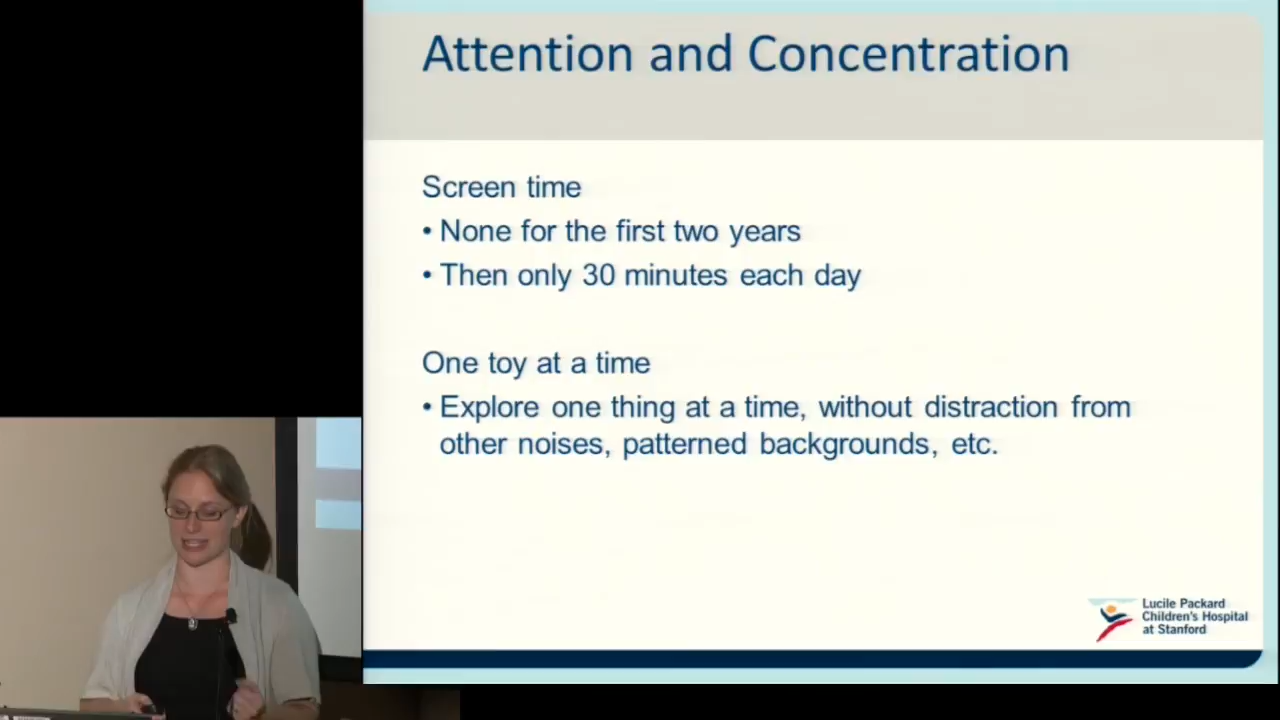 Attention and Concentration
Screen time
• None for the first two years
• Then only 30 minutes each day
One toy at a time
• Explore one thing at a time, without distraction from
other noises, patterned backgrounds, etc.
Lucile Packard
Children's Hospital
at Stanford